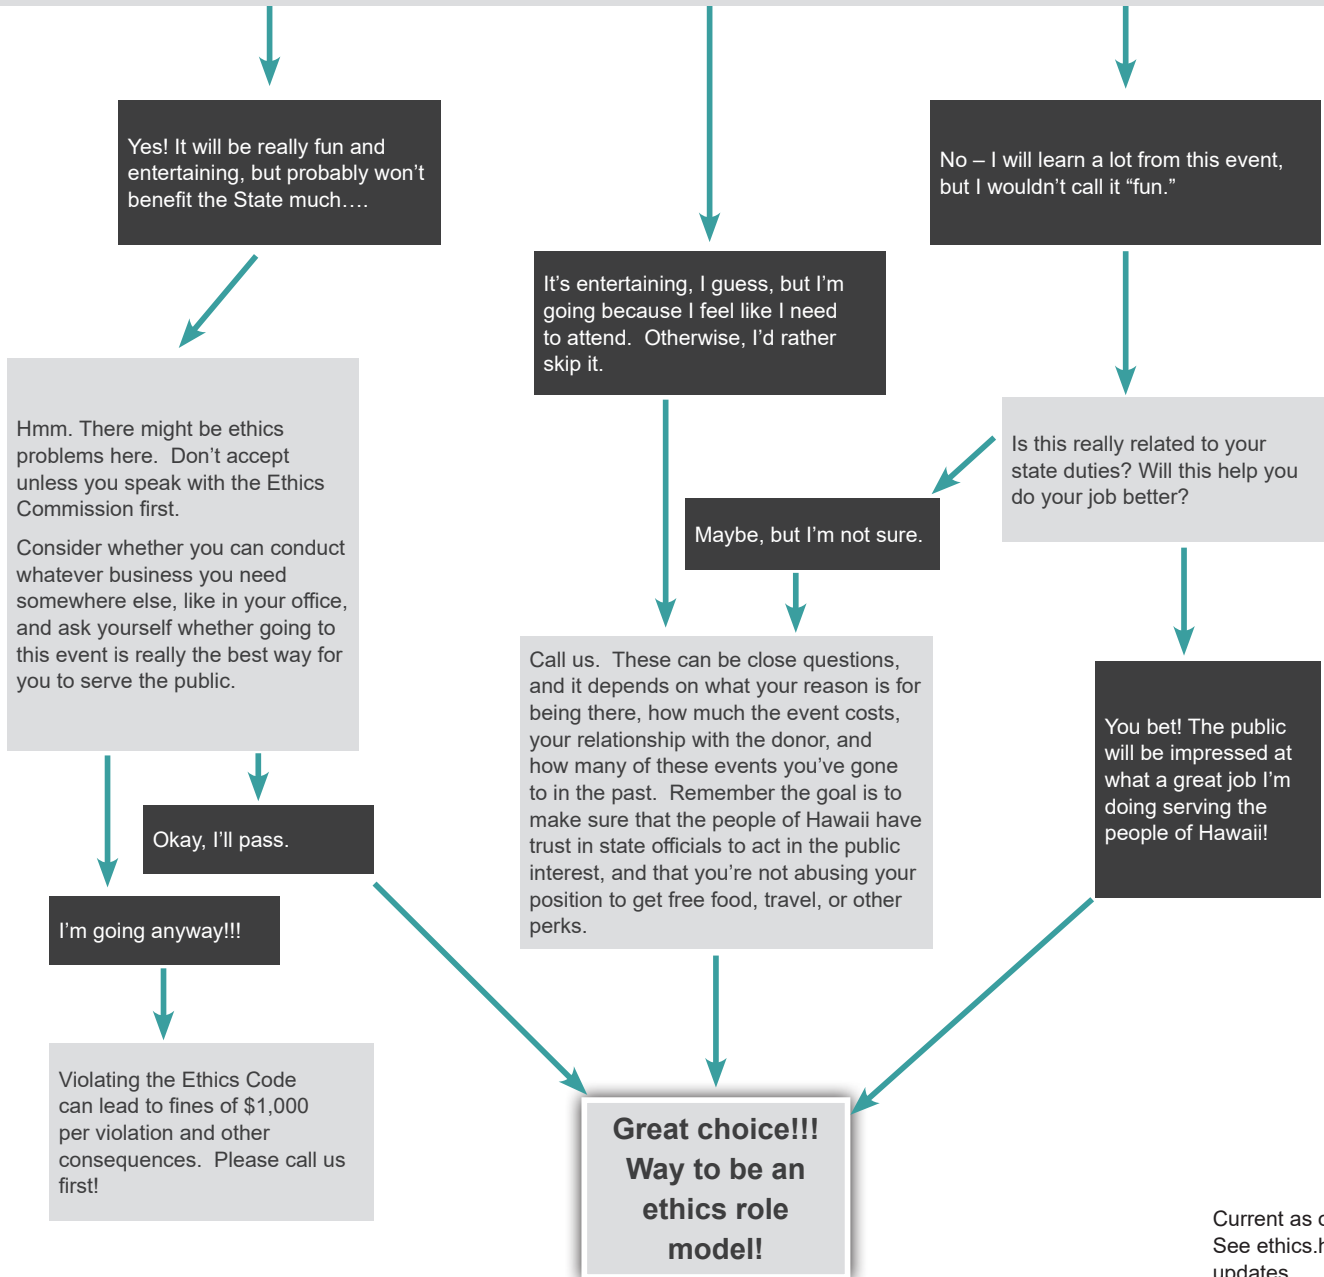 Yes! It will be really fun and
entertaining, but probably won’t
benefit the State much….
No – I will learn a lot from this event,
but I wouldn’t call it “fun.”
It’s entertaining, I guess, but I’m
going because I feel like I need
to attend.  Otherwise, I’d rather
skip it.
Hmm. There might be ethics
problems here.  Don’t accept
unless you speak with the Ethics
Commission first.
Consider whether you can conduct
whatever business you need
somewhere else, like in your office,
and ask yourself whether going to
this event is really the best way for
you to serve the public.
Is this really related to your
state duties? Will this help you
do your job better?
Maybe, but I’m not sure.
Call us.  These can be close questions,
and it depends on what your reason is for
being there, how much the event costs,
your relationship with the donor, and
how many of these events you’ve gone
to in the past.  Remember the goal is to
make sure that the people of Hawaii have
trust in state officials to act in the public
interest, and that you’re not abusing your
position to get free food, travel, or other
perks.
You bet! The public
will be impressed at
what a great job I’m
doing serving the
people of Hawaii!
Okay, I’ll pass.
I’m going anyway!!!
Violating the Ethics Code
can lead to fines of $1,000
per violation and other
consequences.  Please call us
first!
Great choice!!!
Way to be an
ethics role
model!
Current as
See
updates